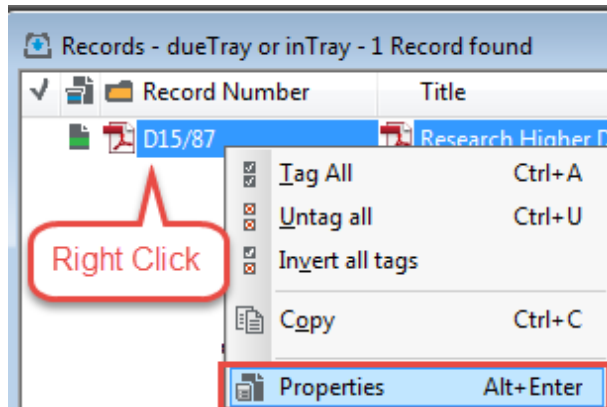 Records - dueTray or inTray - 1 Record found
Record Number Title
D15/87 Research Higher D
Tag All Ctrl+A
Untag all Ctrl+U
Right Click
Invert all tags
Copy Ctrl+C
Properties Alt+Enter